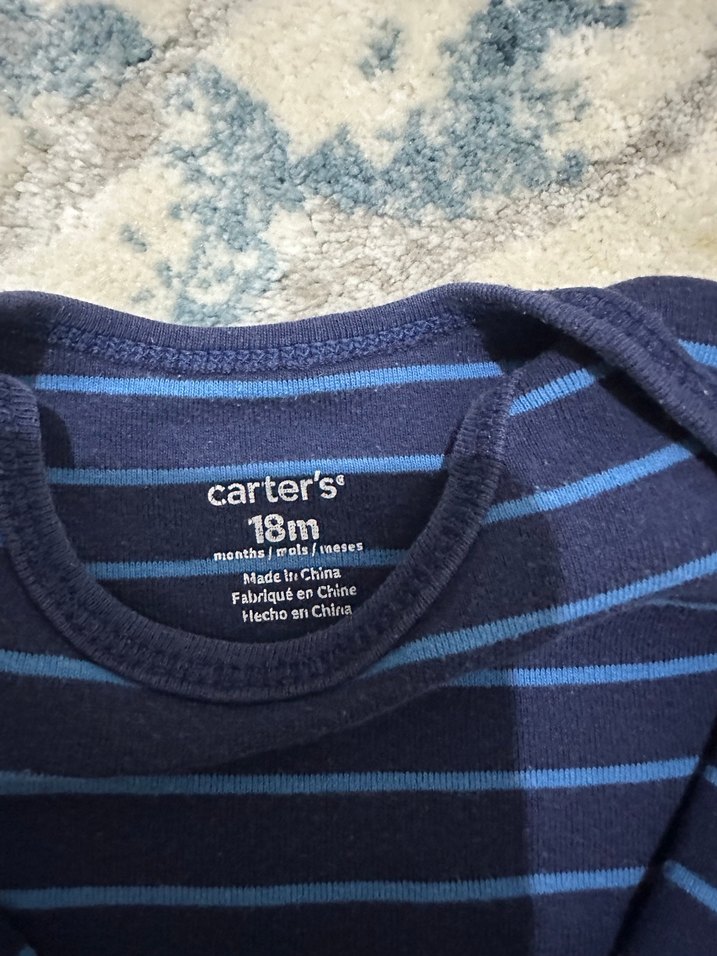 carter's®
18m
months / mois / meses
Made in China
Fabriqué en Chine
Hecho en China